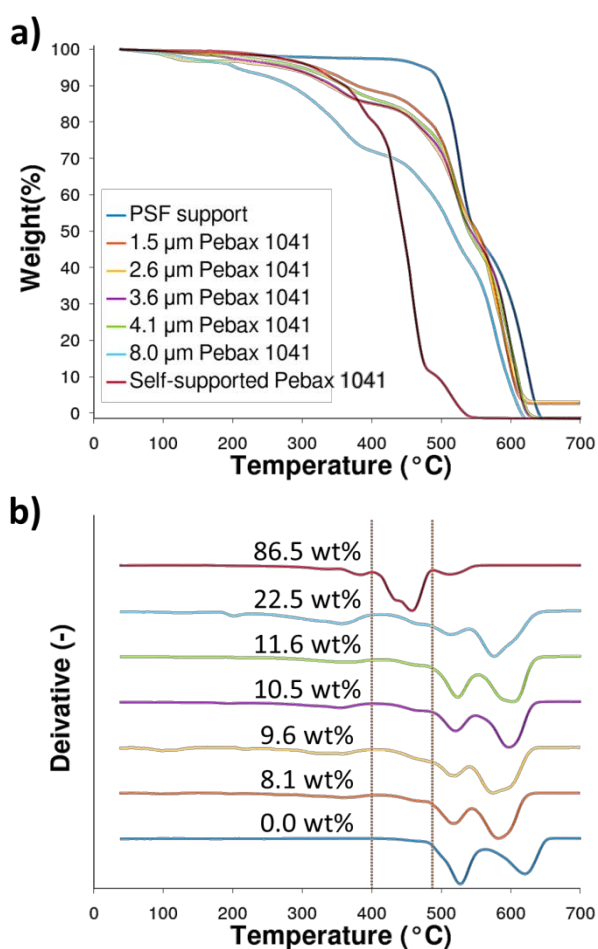 a)
100
90
80
70
60
50
40
30
20
10
0
Weight(%)
PSF support
1.5 µm Pebax 1041
2.6 µm Pebax 1041
3.6 µm Pebax 1041
4.1 µm Pebax 1041
8.0 µm Pebax 1041
Self-supported Pebax 1041
0 100 200 300 400 500 600 700
Temperature (°C)
b)
Deivative (-)
86.5 wt%
22.5 wt%
11.6 wt%
10.5 wt%
9.6 wt%
8.1 wt%
0.0 wt%
0 100 200 300 400 500 600 700
Temperature (°C)